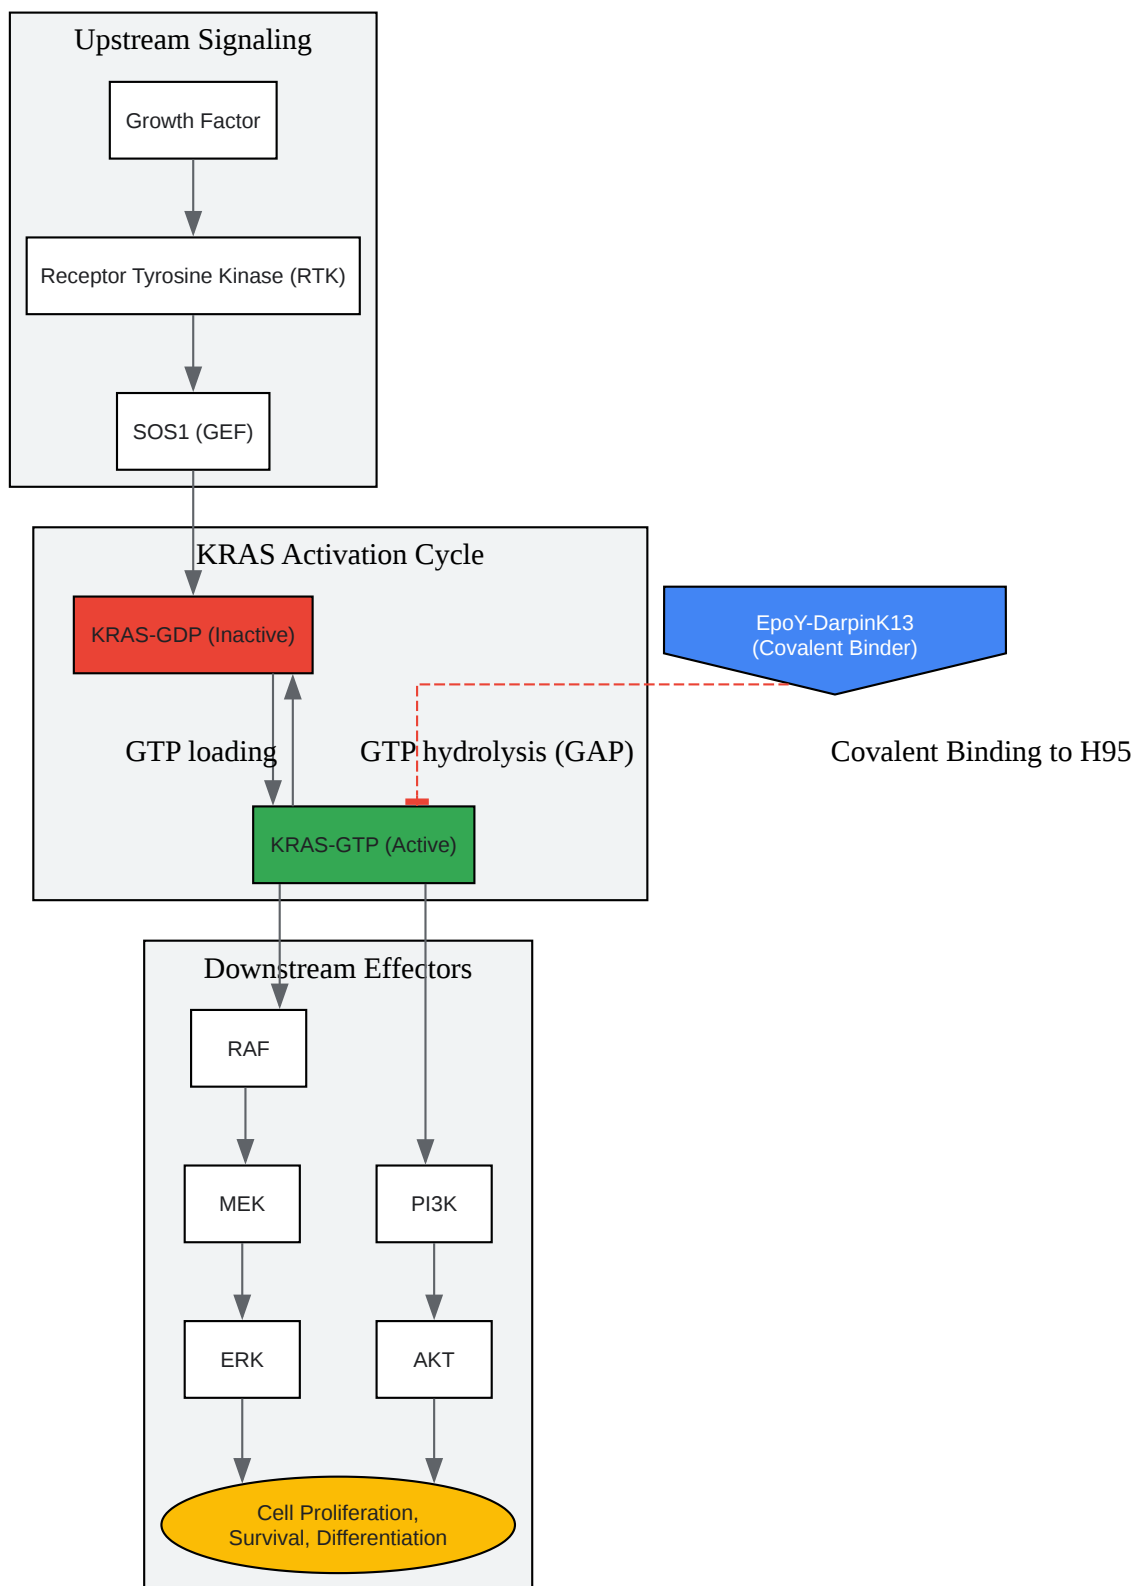 Upstream Signaling
Growth Factor
Receptor Tyrosine Kinase (RTK)
SOS1 (GEF)
KRAS Activation Cycle
KRAS-GDP (Inactive)
EpoY-DarpinK13
(Covalent Binder)
GTP loading
GTP hydrolysis (GAP)
Covalent Binding to H95
KRAS-GTP (Active)
Downstream Effectors
RAF
MEK
PI3K
ERK
AKT
Cell Proliferation,
Survival, Differentiation